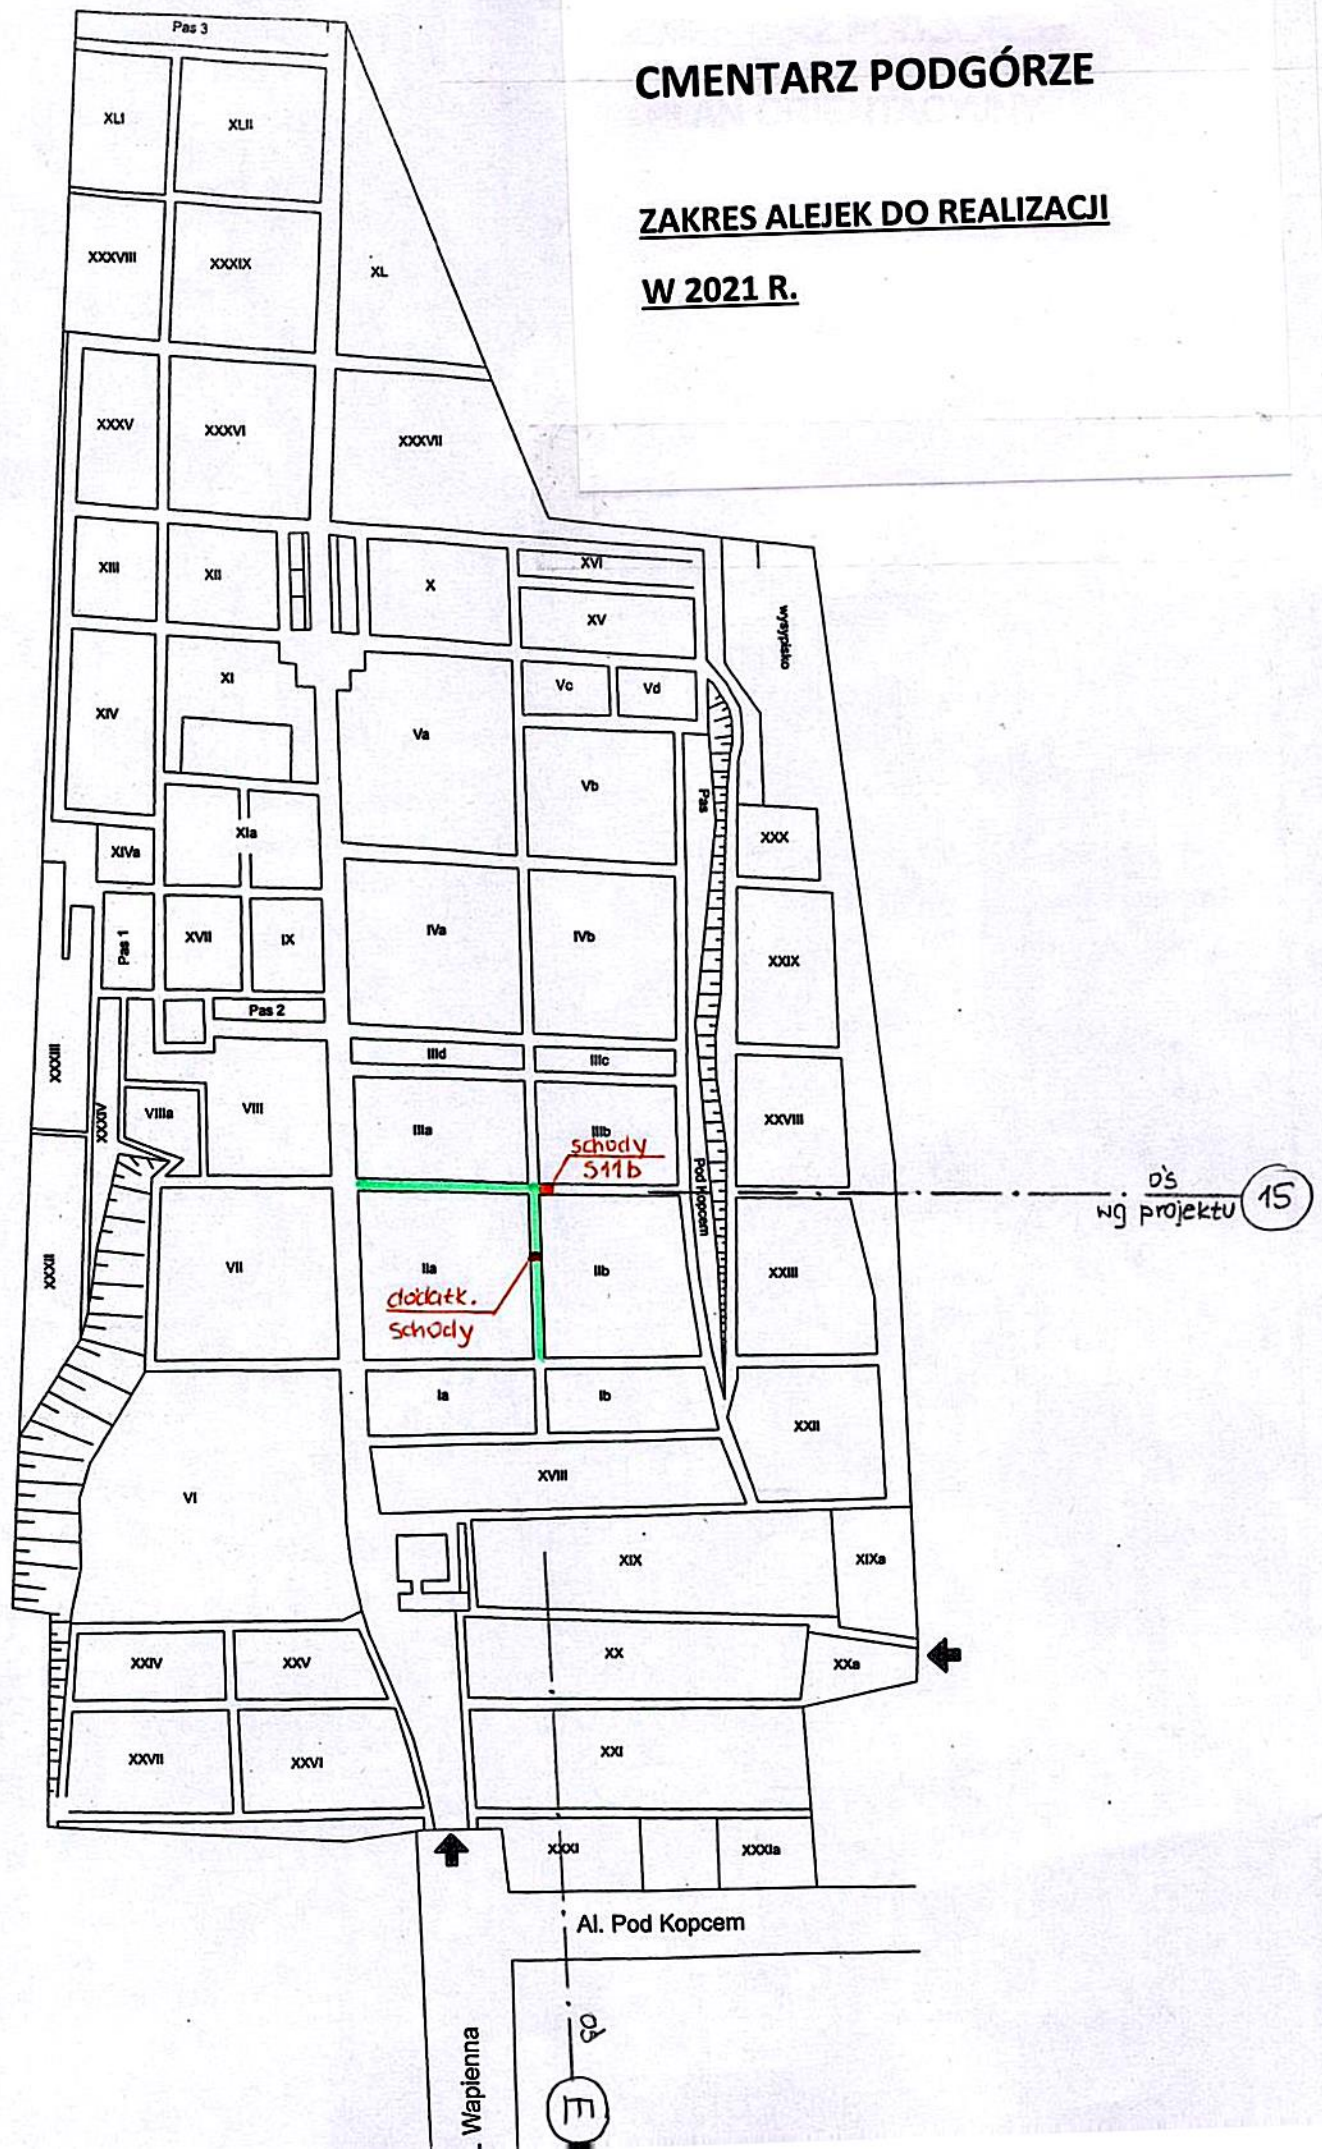 Pas 3
CMENTARZ PODGÓRZE
ZAKRES ALEJEK DO REALIZACJI
W 2021 R.
XLI
XLII
XXXVIII
XXXIX
XL
XXXV
XXXVI
XXXVII
XIII
XII
X
XVI
XV
wysypisko
XIV
XI
Va
Vc
Vd
Vb
Pas
XXX
XIVa
XIa
Pas 1
XVII
IX
IVa
IVb
XXIX
Pas 2
XXXIII
XXXIV
VIIIa
VIII
IIId
IIIc
IIIa
IIIb
XXVIII
schody
S11b
Pod Kopcem
oś
wg projektu
15
XXXII
VII
IIa
IIb
XXIII
dodatk.
schody
Ia
Ib
XXII
XVIII
VI
XIX
XIXa
XXIV
XXV
XX
XXa
XXVII
XXVI
XXI
XXXI
XXXIa
Al. Pod Kopcem
Wapienna
oś
E